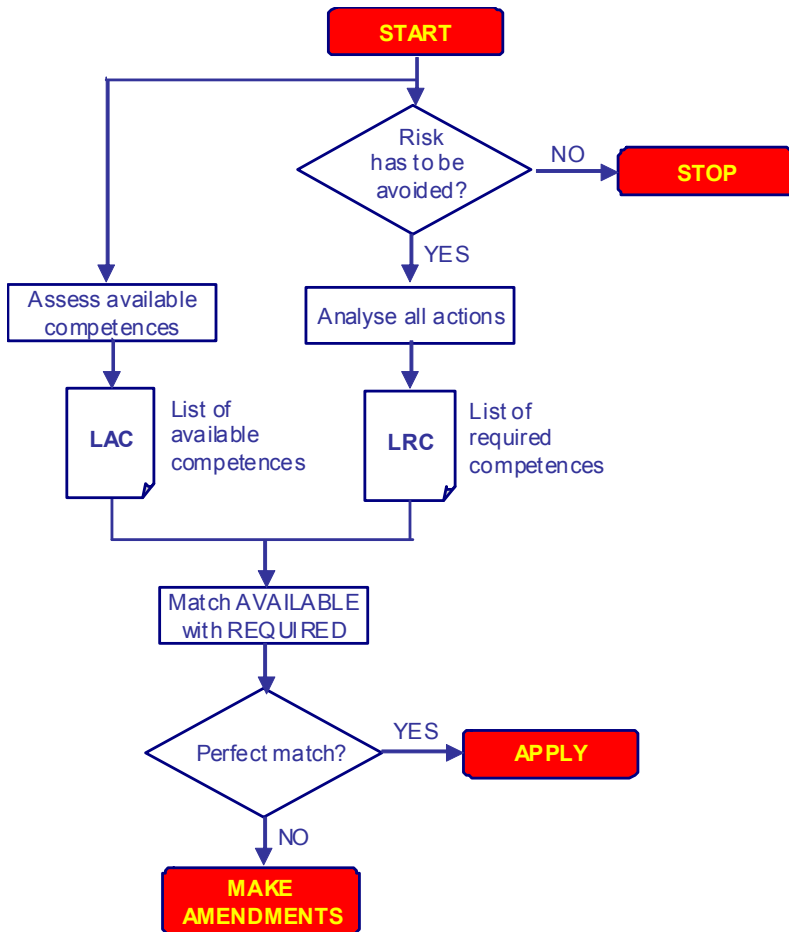 START
Risk
has to be
avoided?
NO
STOP
YES
Assess available
competences
Analyse all actions
LAC
List of
available
competences
LRC
List of
required
competences
Match AVAILABLE
with REQUIRED
Perfect match?
YES
APPLY
NO
MAKE
AMENDMENTS